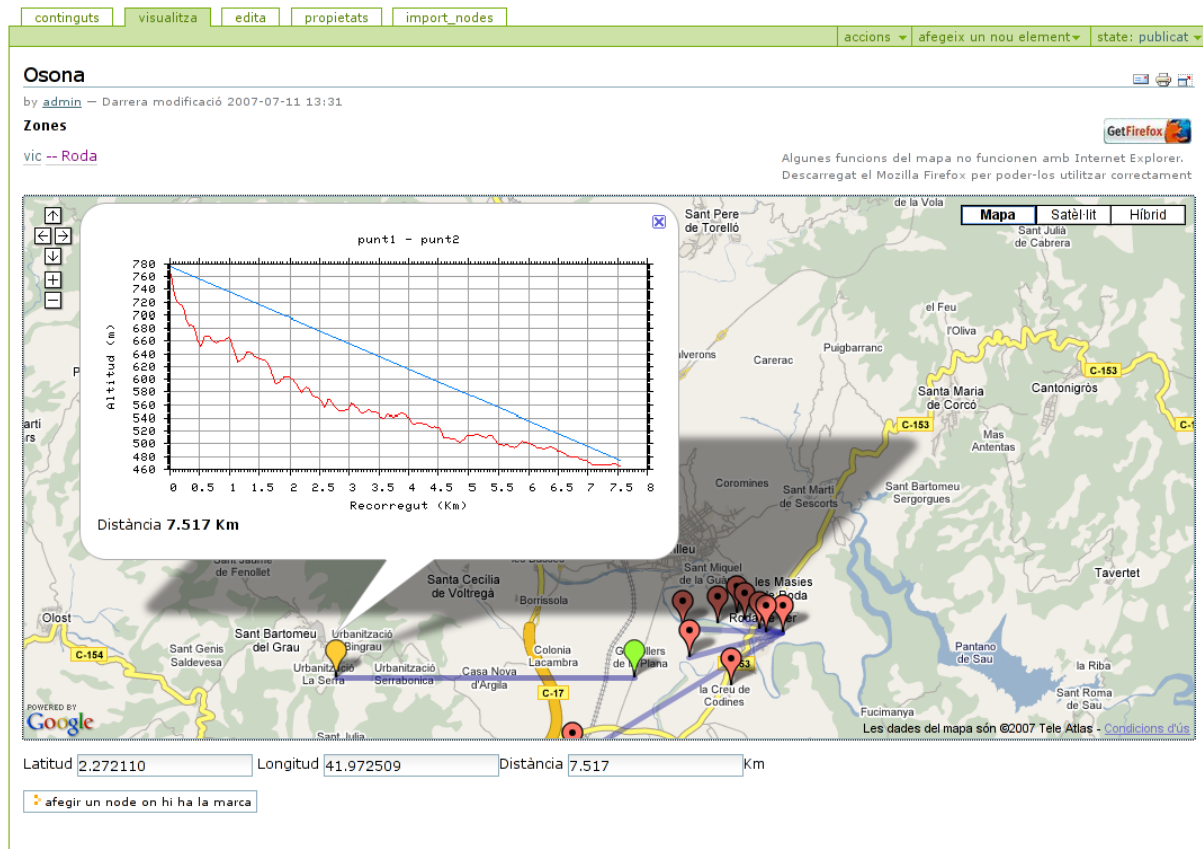 continguts visualitza edita propietats import_nodes
accions afegeix un nou element state: publicat
Osona
by admin — Darrera modificació 2007-07-11 13:31
Zones
GetFirefox
vic -- Roda
Algunes funcions del mapa no funcionen amb Internet Explorer.
Descarregat el Mozilla Firefox per poder-los utilitzar correctament
de la Vola
Mapa Satèl·lit Híbrid
Sant Pere
de Torelló
Sant Julià
de Cabrera
punt1 - punt2
Altitud (m)
780
760
740
720
700
680
660
640
620
600
580
560
540
520
500
480
460
0 0.5 1 1.5 2 2.5 3 3.5 4 4.5 5 5.5 6 6.5 7 7.5 8
Recorregut (Km)
Distància 7.517 Km
el Feu
l'Oliva
Puigbarranc
Carerac
C-153
Santa Maria
de Corcó
Cantonigròs
C-153
Mas
Antentas
Coromines
Sant Martí
de Sescorts
Sant Bartomeu
Sergorgues
de Fenollet
Santa Cecilia
de Voltregà
Borrissola
Sant Miquel
les Masies
de Roda
Tavertet
Olost
Sant Bartomeu
del Grau
Urbanització
Bingrau
C-154
Sant Genis
Saldevesa
Urbanització
La Serra
Urbanització
Serrabonica
Casa Nova
d'Argila
Colonia
Lacambra
C-17
la Creu de
Codines
Pantano
de Sau
la Riba
Sant Roma
de Sau
Fucimanya
POWERED BY
Google
Les dades del mapa són ©2007 Tele Atlas - Condicions d'ús
Latitud 2.272110 Longitud 41.972509 Distància 7.517 Km
afegir un node on hi ha la marca